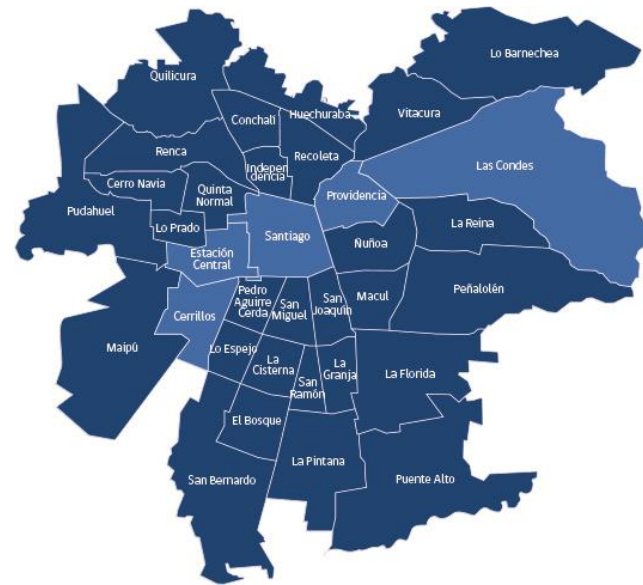 Lo Barnechea
Quilicura
Huechuraba
Vitacura
Conchalí
Renca
Recoleta
Indepen
dencia
Las Condes
Cerro Navia
Quinta
Normal
Providencia
Pudahuel
Lo Prado
La Reina
Santiago
Ñuñoa
Estación
Central
Peñalolén
Pedro
Aguirre
Cerda
San
Miguel
San
Joaquín
Macul
Cerrillos
Maipú
Lo Espejo
La
Cisterna
La
Granja
La Florida
San
Ramón
El Bosque
La Pintana
San Bernardo
Puente Alto